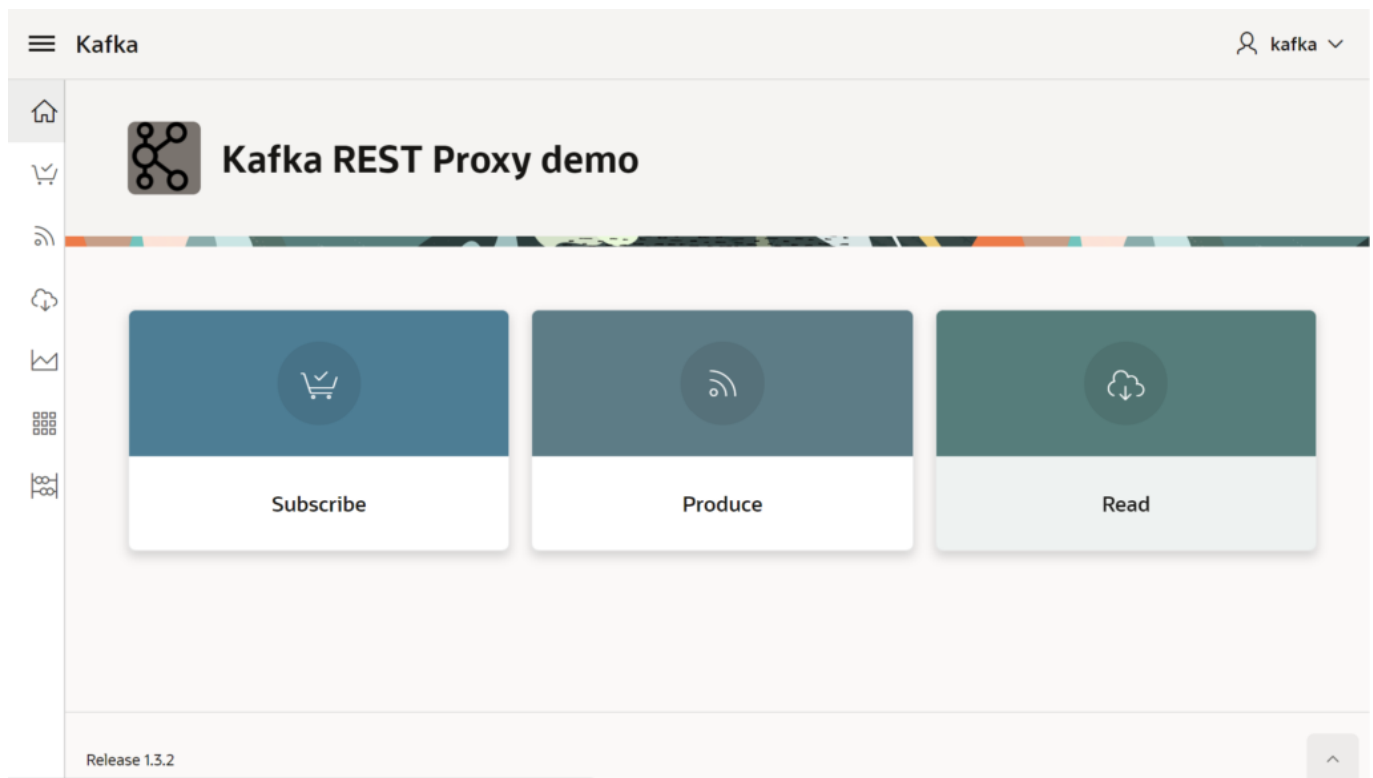 Kafka
kafka
Kafka REST Proxy demo
Subscribe
Produce
Read
Release 1.3.2